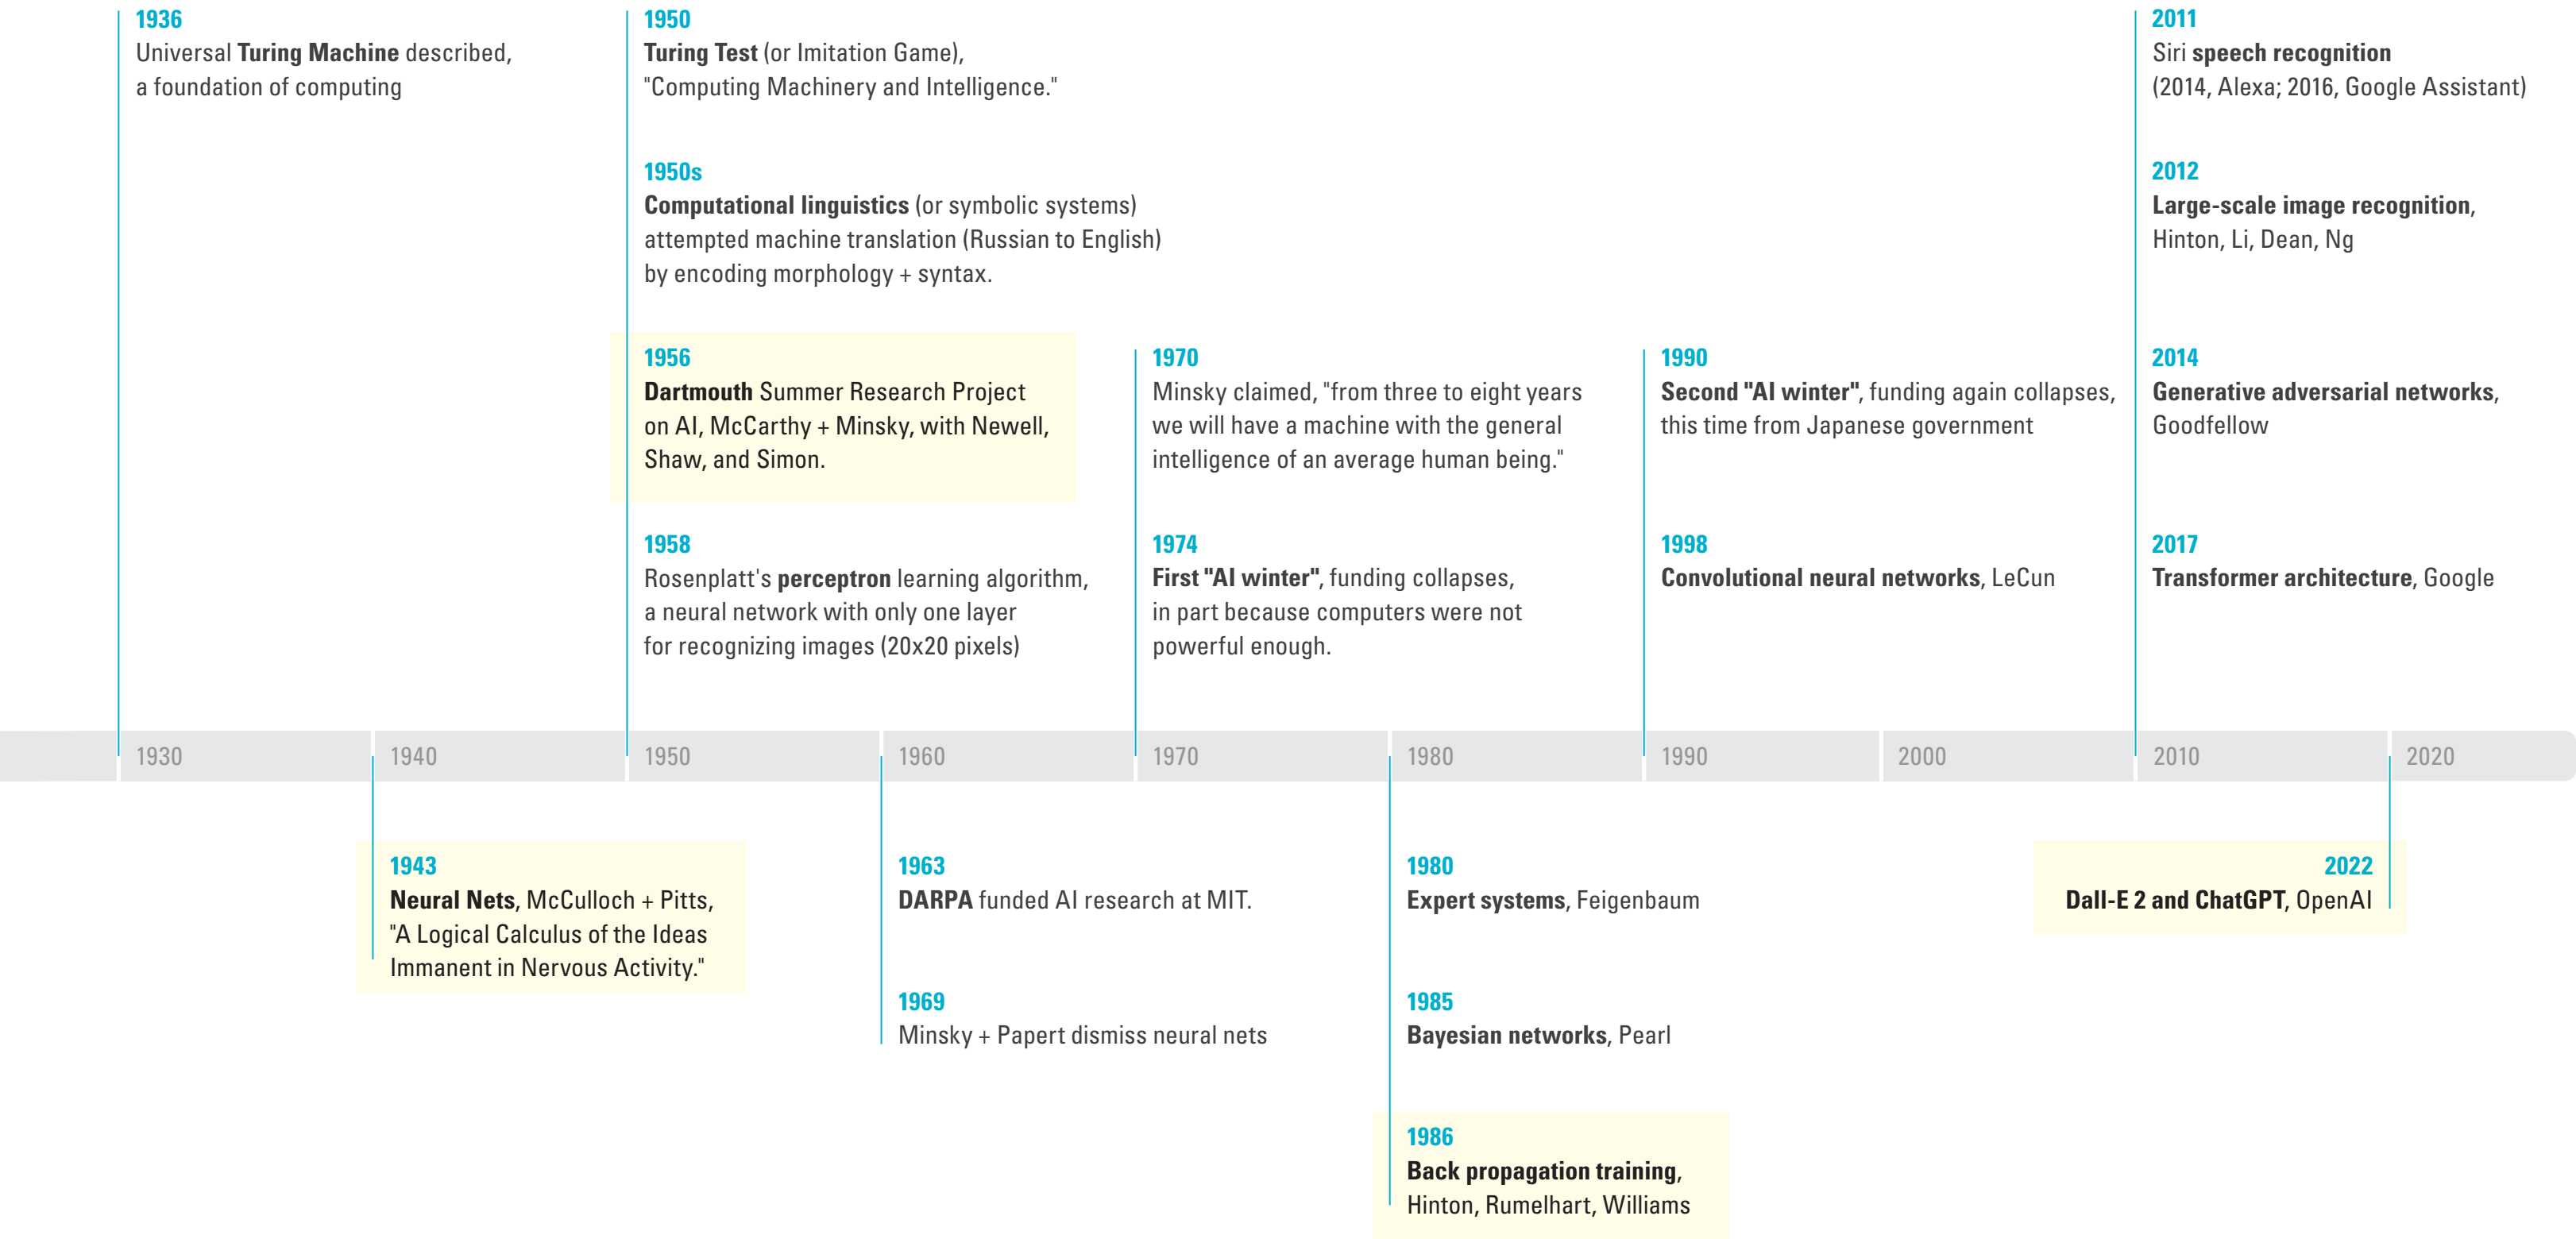 1936
Universal Turing Machine described,
a foundation of computing
1950
Turing Test (or Imitation Game),
"Computing Machinery and Intelligence."
1950s
Computational linguistics (or symbolic systems)
attempted machine translation (Russian to English)
by encoding morphology + syntax.
1956
Dartmouth Summer Research Project
on AI, McCarthy + Minsky, with Newell,
Shaw, and Simon.
1958
Rosenplatt's perceptron learning algorithm,
a neural network with only one layer
for recognizing images (20x20 pixels)
1970
Minsky claimed, "from three to eight years
we will have a machine with the general
intelligence of an average human being."
1974
First "AI winter", funding collapses,
in part because computers were not
powerful enough.
1990
Second "AI winter", funding again collapses,
this time from Japanese government
1998
Convolutional neural networks, LeCun
2011
Siri speech recognition
(2014, Alexa; 2016, Google Assistant)
2012
Large-scale image recognition,
Hinton, Li, Dean, Ng
2014
Generative adversarial networks,
Goodfellow
2017
Transformer architecture, Google
1930
1940
1950
1960
1970
1980
1990
2000
2010
2020
1943
Neural Nets, McCulloch + Pitts,
"A Logical Calculus of the Ideas
Immanent in Nervous Activity."
1963
DARPA funded AI research at MIT.
1969
Minsky + Papert dismiss neural nets
1980
Expert systems, Feigenbaum
1985
Bayesian networks, Pearl
1986
Back propagation training,
Hinton, Rumelhart, Williams
2022
Dall-E 2 and ChatGPT, OpenAI